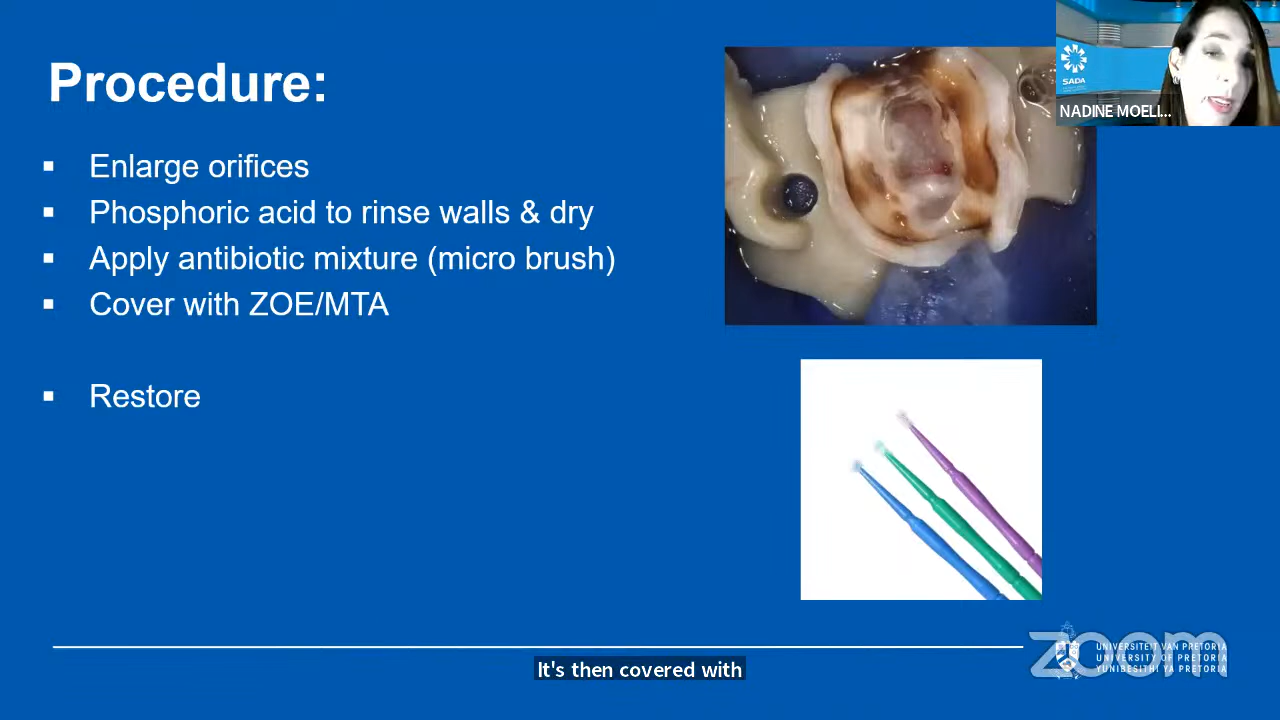 Procedure:
▪ Enlarge orifices
▪ Phosphoric acid to rinse walls & dry
▪ Apply antibiotic mixture (micro brush)
▪ Cover with ZOE/MTA
▪ Restore
SADA
NADINE MOELI...
zoom
UNIVERSITEIT VAN PRETORIA
UNIVERSITY OF PRETORIA
YUNIBESITHI YA PRETORIA
It's then covered with